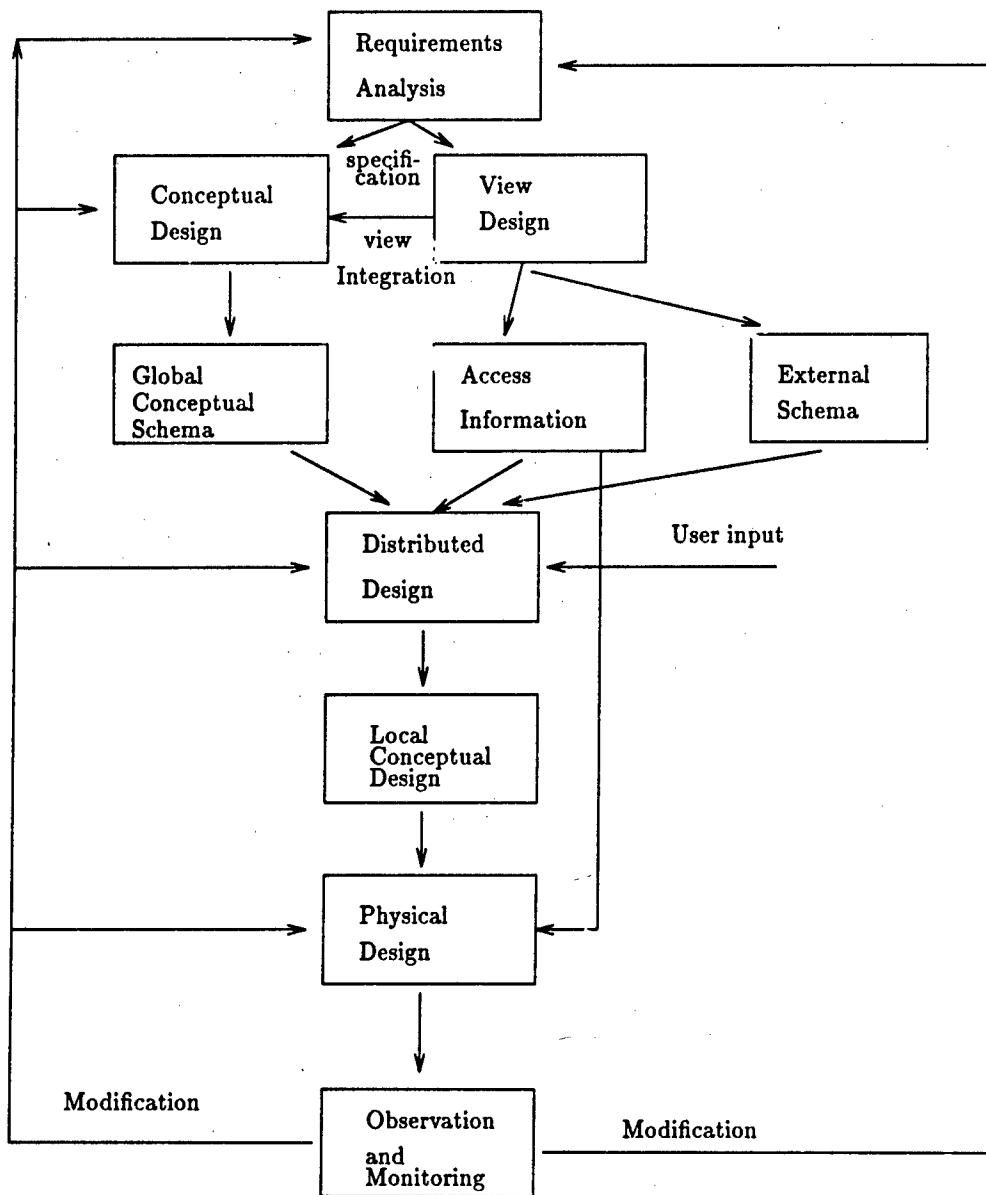 Requirements
Analysis
specifi-
cation
Conceptual
Design
View
Design
view
Integration
Global
Conceptual
Schema
Access
Information
External
Schema
Distributed
Design
User input
Local
Conceptual
Design
Physical
Design
Modification
Observation
and
Monitoring
Modification